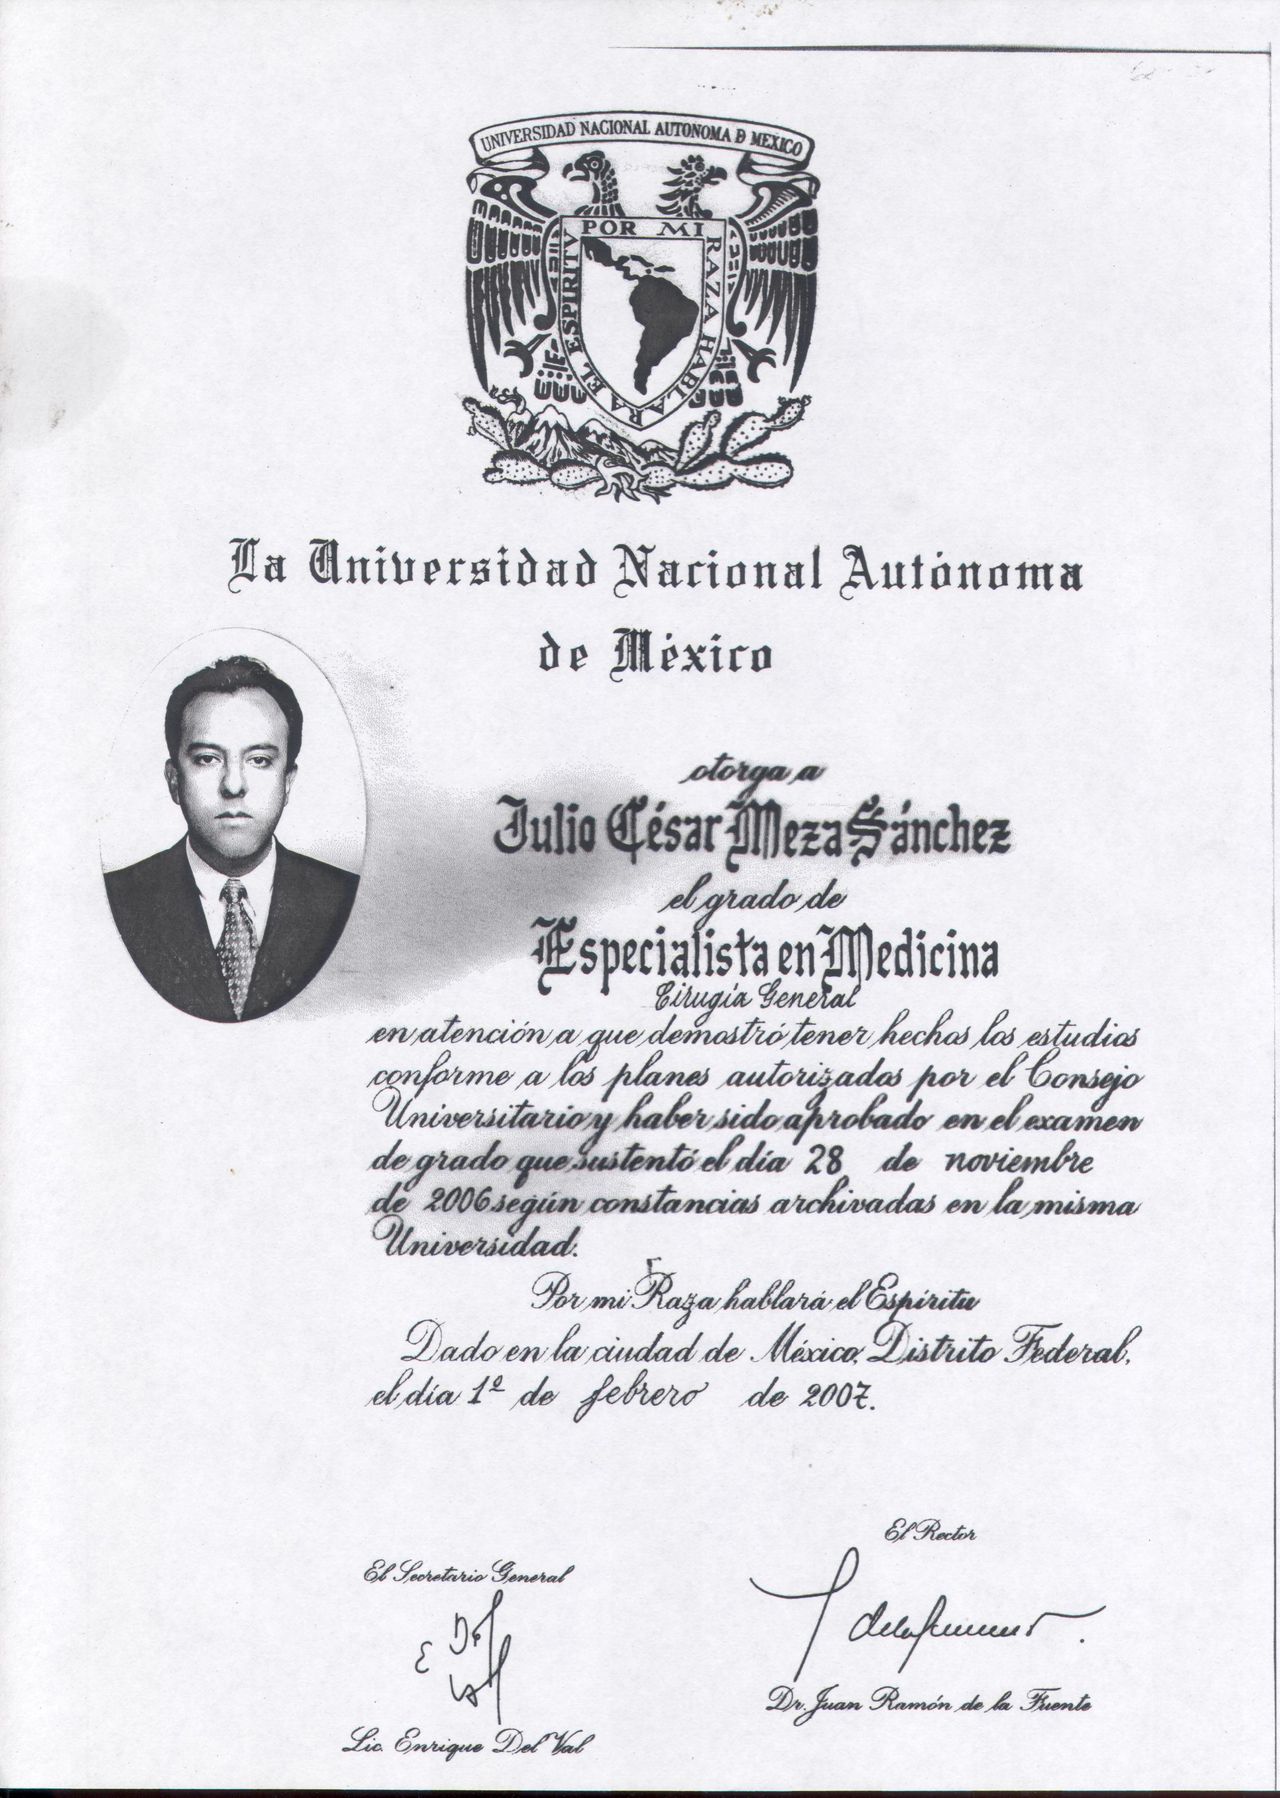 UNIVERSIDAD NACIONAL AUTONOMA D MEXICO
POR MI RAZA HABLARA EL ESPIRITV
La Universidad Nacional Autónoma
de México
otorga a
Julio César Meza Sánchez
el grado de
Especialista en Medicina
Cirugía General
en atención a que demostró tener hechos los estudios
conforme a los planes autorizados por el Consejo
Universitario y haber sido aprobado en el examen
de grado que sustentó el día 28 de noviembre
de 2006 según constancias archivadas en la misma
Universidad.
Por mi Raza hablará el Espíritu
Dado en la ciudad de México, Distrito Federal,
el día 1º de febrero de 2007.
El Rector
El Secretario General
Dr. Juan Ramón de la Fuente
Lic. Enrique Del Val